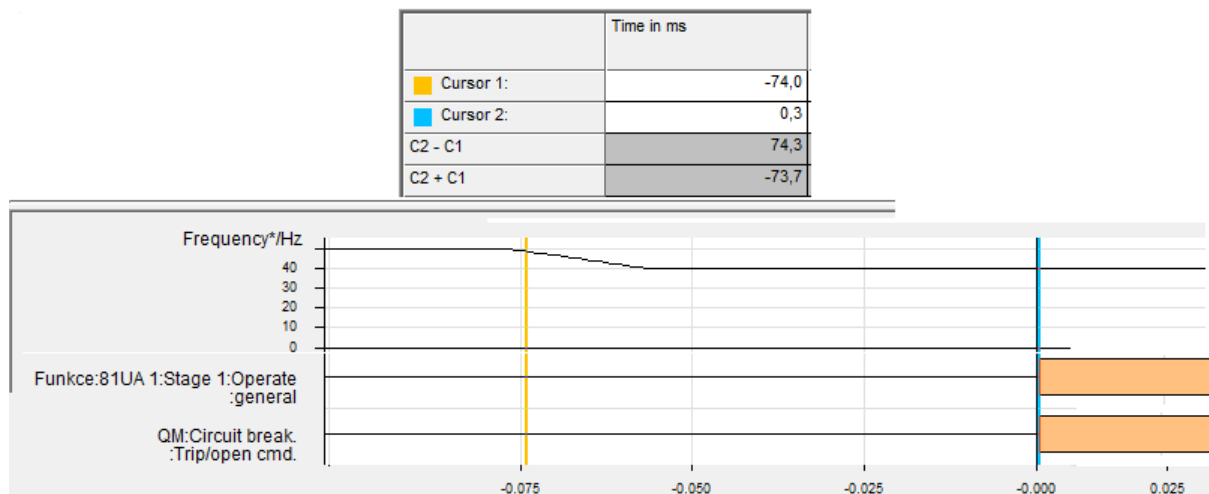 Time in ms
Cursor 1: -74,0
Cursor 2: 0,3
C2 - C1 74,3
C2 + C1 -73,7
Frequency*/Hz
40
30
20
10
0
Funkce:81UA 1:Stage 1:Operate
:general
QM:Circuit break.
:Trip/open cmd.
-0.075 -0.050 -0.025 -0.000 0.025